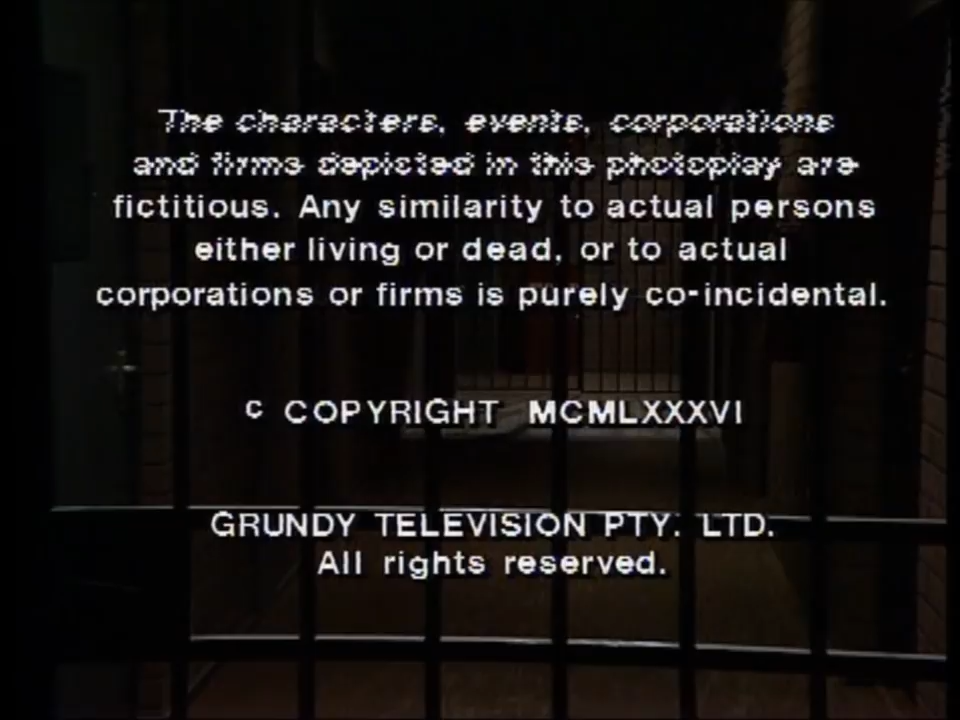 The characters, events, corporations
and firms depicted in this photoplay are
fictitious. Any similarity to actual persons
either living or dead, or to actual
corporations or firms is purely co-incidental.
c COPYRIGHT MCMLXXXVI
GRUNDY TELEVISION PTY. LTD.
All rights reserved.